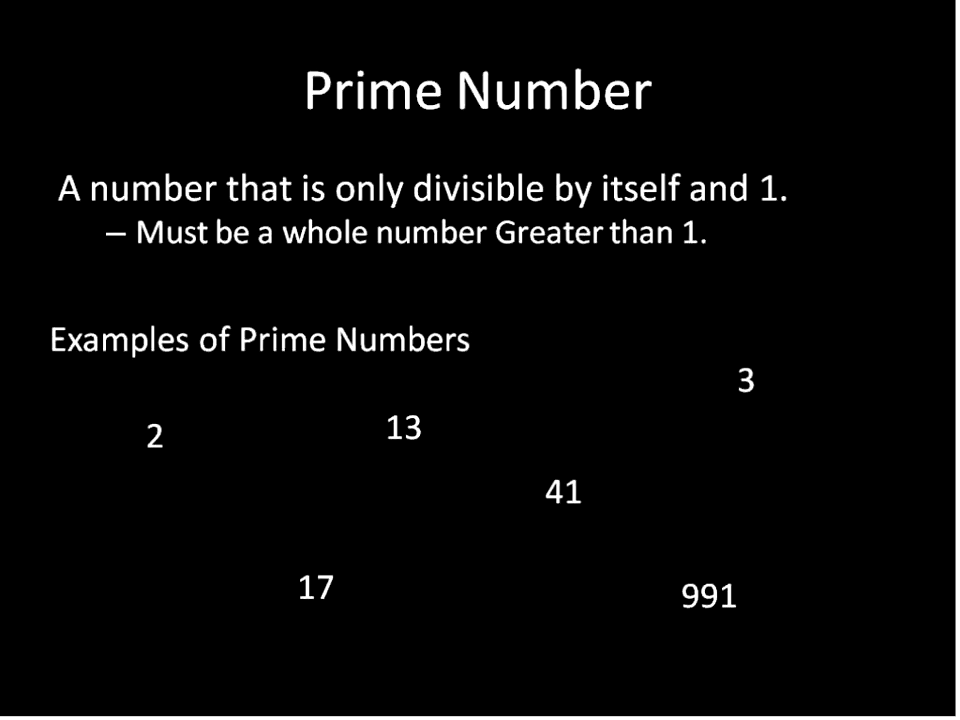 Prime Number
A number that is only divisible by itself and 1.
– Must be a whole number Greater than 1.
Examples of Prime Numbers
3
2
13
41
17
991